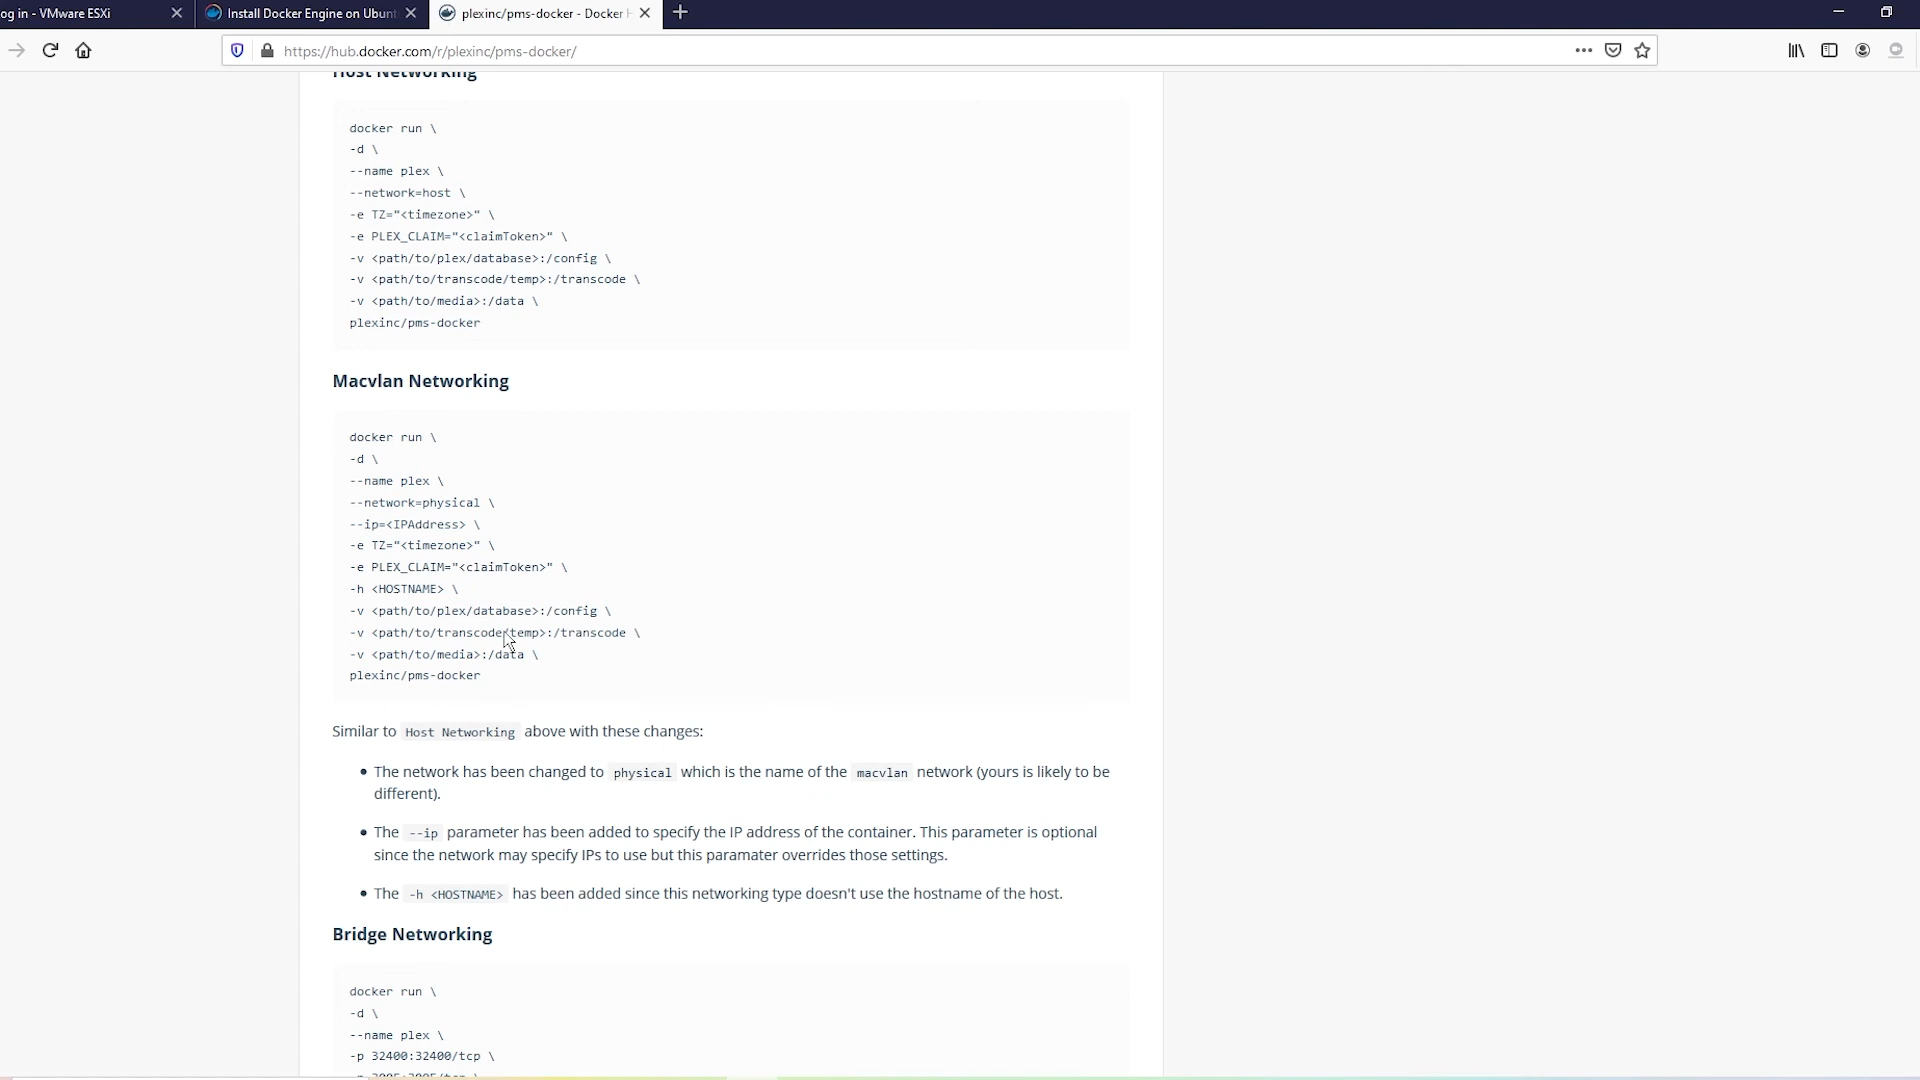 og in - VMware ESXi
Install Docker Engine on Ubunt
plexinc/pms-docker - Docker H
https://hub.docker.com/r/plexinc/pms-docker/
Host Networking
docker run \
-d \
--name plex \
--network=host \
-e TZ="<timezone>" \
-e PLEX_CLAIM="<claimToken>" \
-v <path/to/plex/database>:/config \
-v <path/to/transcode/temp>:/transcode \
-v <path/to/media>:/data \
plexinc/pms-docker
Macvlan Networking
docker run \
-d \
--name plex \
--network=physical \
--ip=<IPAddress> \
-e TZ="<timezone>" \
-e PLEX_CLAIM="<claimToken>" \
-h <HOSTNAME> \
-v <path/to/plex/database>:/config \
-v <path/to/transcode/temp>:/transcode \
-v <path/to/media>:/data \
plexinc/pms-docker
Similar to Host Networking above with these changes:
The network has been changed to physical which is the name of the macvlan network (yours is likely to be
different).
The --ip parameter has been added to specify the IP address of the container. This parameter is optional
since the network may specify IPs to use but this paramater overrides those settings.
The -h <HOSTNAME> has been added since this networking type doesn't use the hostname of the host.
Bridge Networking
docker run \
-d \
--name plex \
-p 32400:32400/tcp \